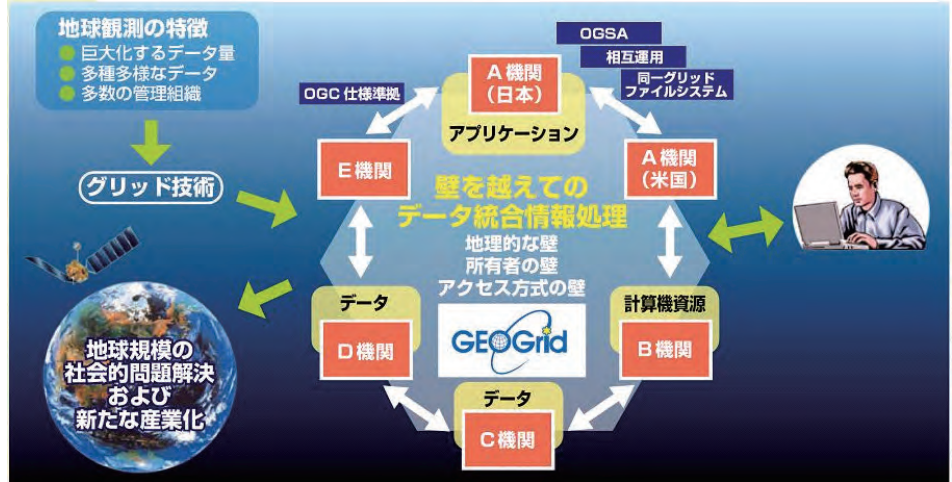 地球観測の特徴
巨大化するデータ量
多種多様なデータ
多数の管理組織
グリッド技術
OGSA
相互運用
同一グリッド
ファイルシステム
OGC 仕様準拠
A 機関
(日本)
アプリケーション
E 機関
A 機関
(米国)
壁を越えての
データ統合情報処理
地理的な壁
所有者の壁
アクセス方式の壁
データ
D 機関
計算機資源
B 機関
GEOGrid
データ
C 機関
地球規模の
社会的問題解決
および
新たな産業化